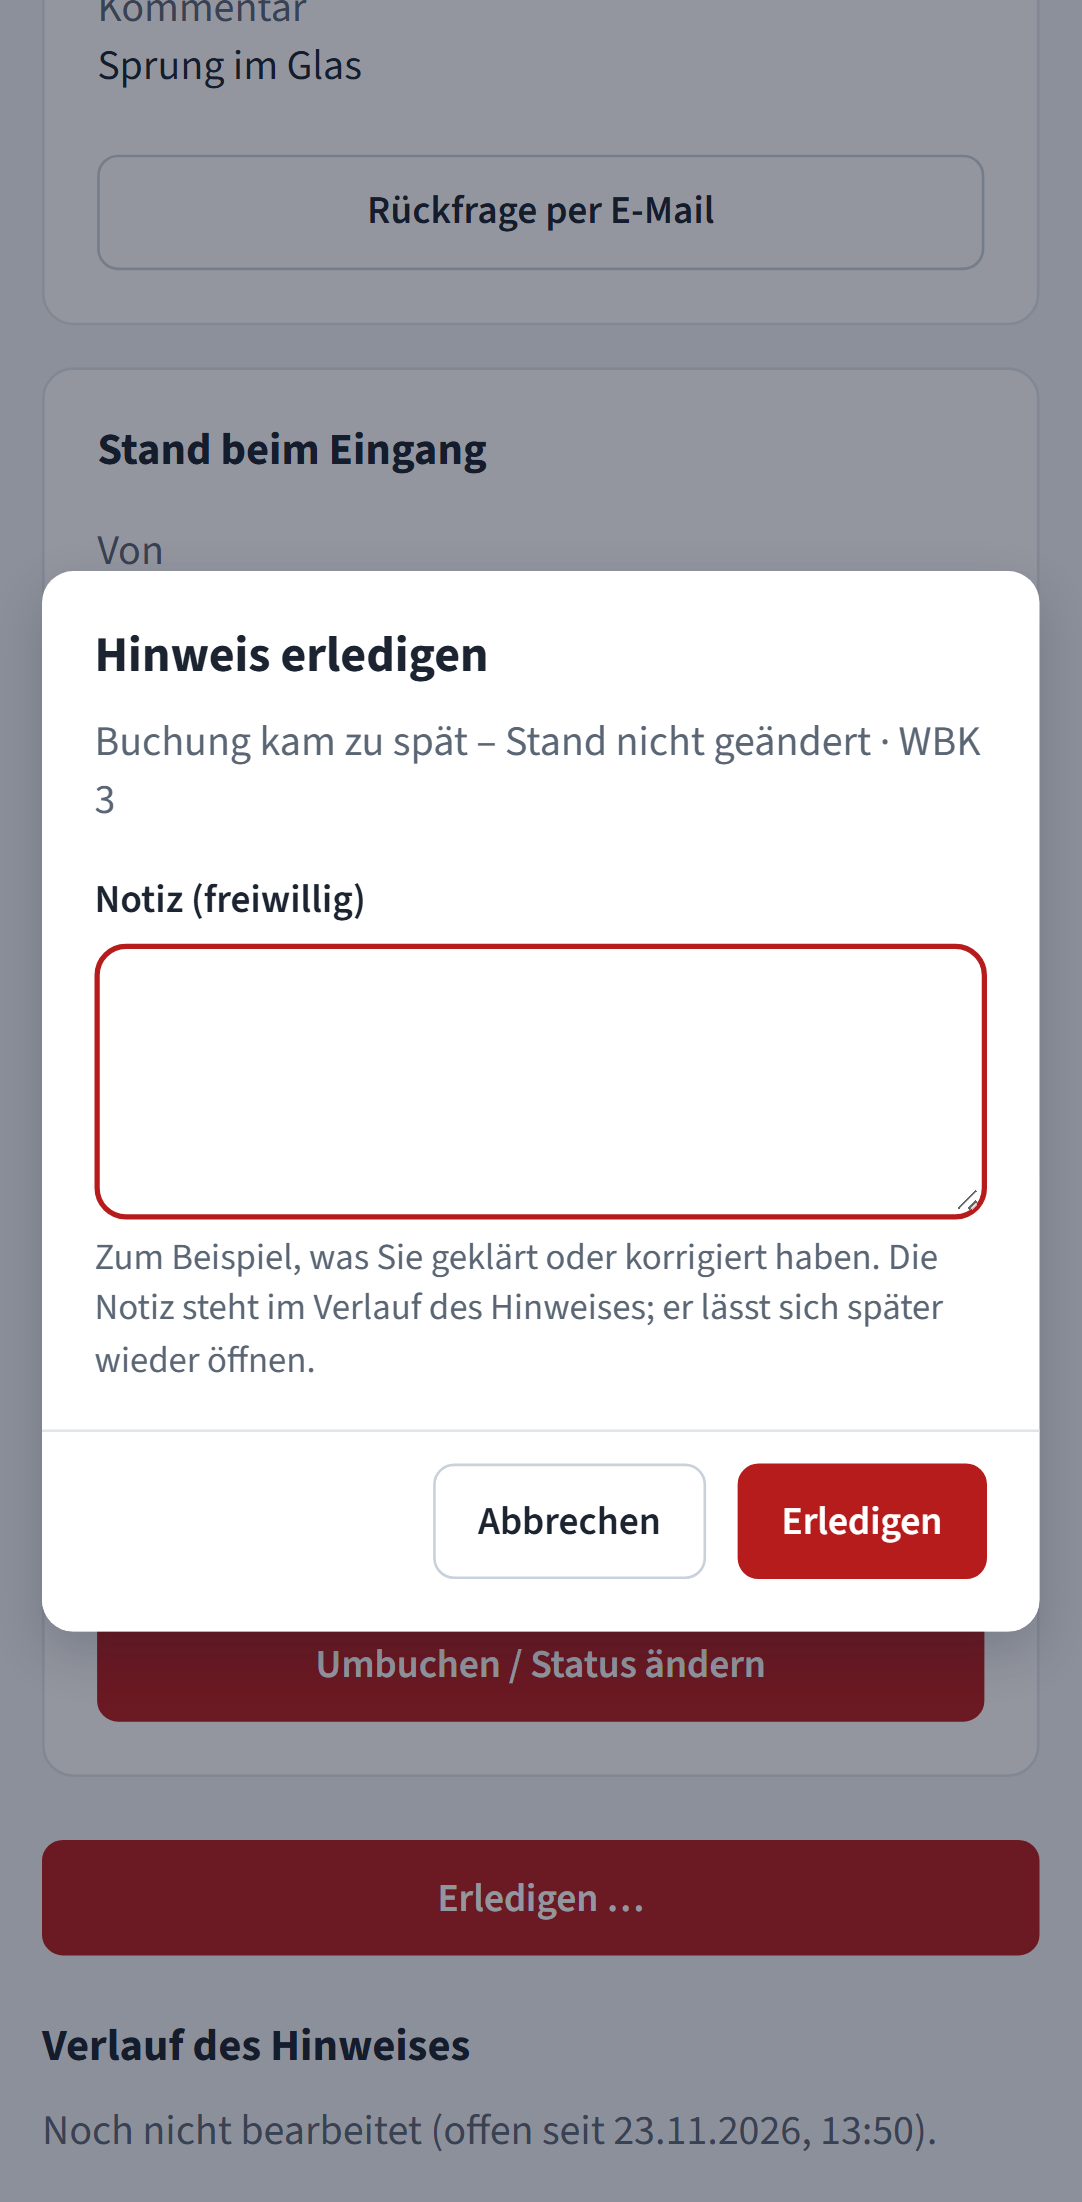 Kommentar
Sprung im Glas
Rückfrage per E-Mail
Stand beim Eingang
Von
Hinweis erledigen
Buchung kam zu spät – Stand nicht geändert · WBK
3
Notiz (freiwillig)
Zum Beispiel, was Sie geklärt oder korrigiert haben. Die
Notiz steht im Verlauf des Hinweises; er lässt sich später
wieder öffnen.
Abbrechen
Erledigen
Umbuchen / Status ändern
Erledigen …
Verlauf des Hinweises
Noch nicht bearbeitet (offen seit 23.11.2026, 13:50).